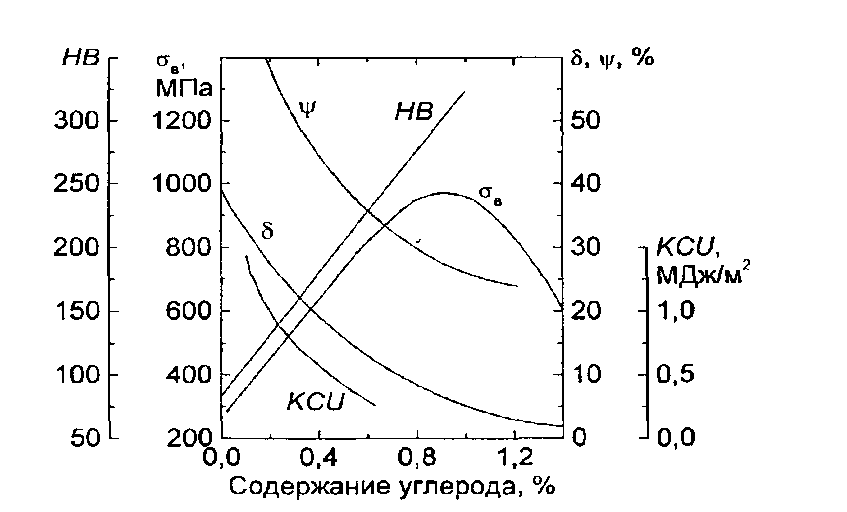 HB
σв,
МПа
δ, ψ, %
ψ
HB
300
1200
50
250
1000
40
σв
δ
200
800
30
KCU,
МДж/м²
150
600
20
1,0
100
400
10
0,5
KCU
50
200
0
0,0
0,0 0,4 0,8 1,2
Содержание углерода, %